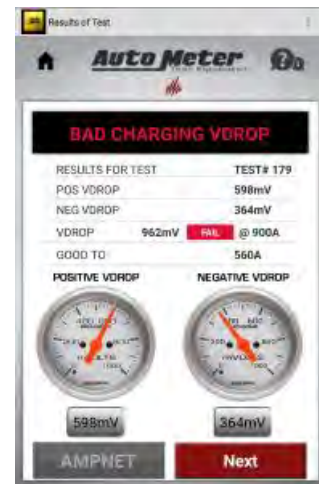 Results of Test
Auto Meter
BAD CHARGING VDROP
RESULTS FOR TEST TEST# 179
POS VDROP 598mV
NEG VDROP 364mV
VDROP 962mV FAIL @ 900A
GOOD TO 560A
POSITIVE VDROP NEGATIVE VDROP
598mV 364mV
AMPNET Next